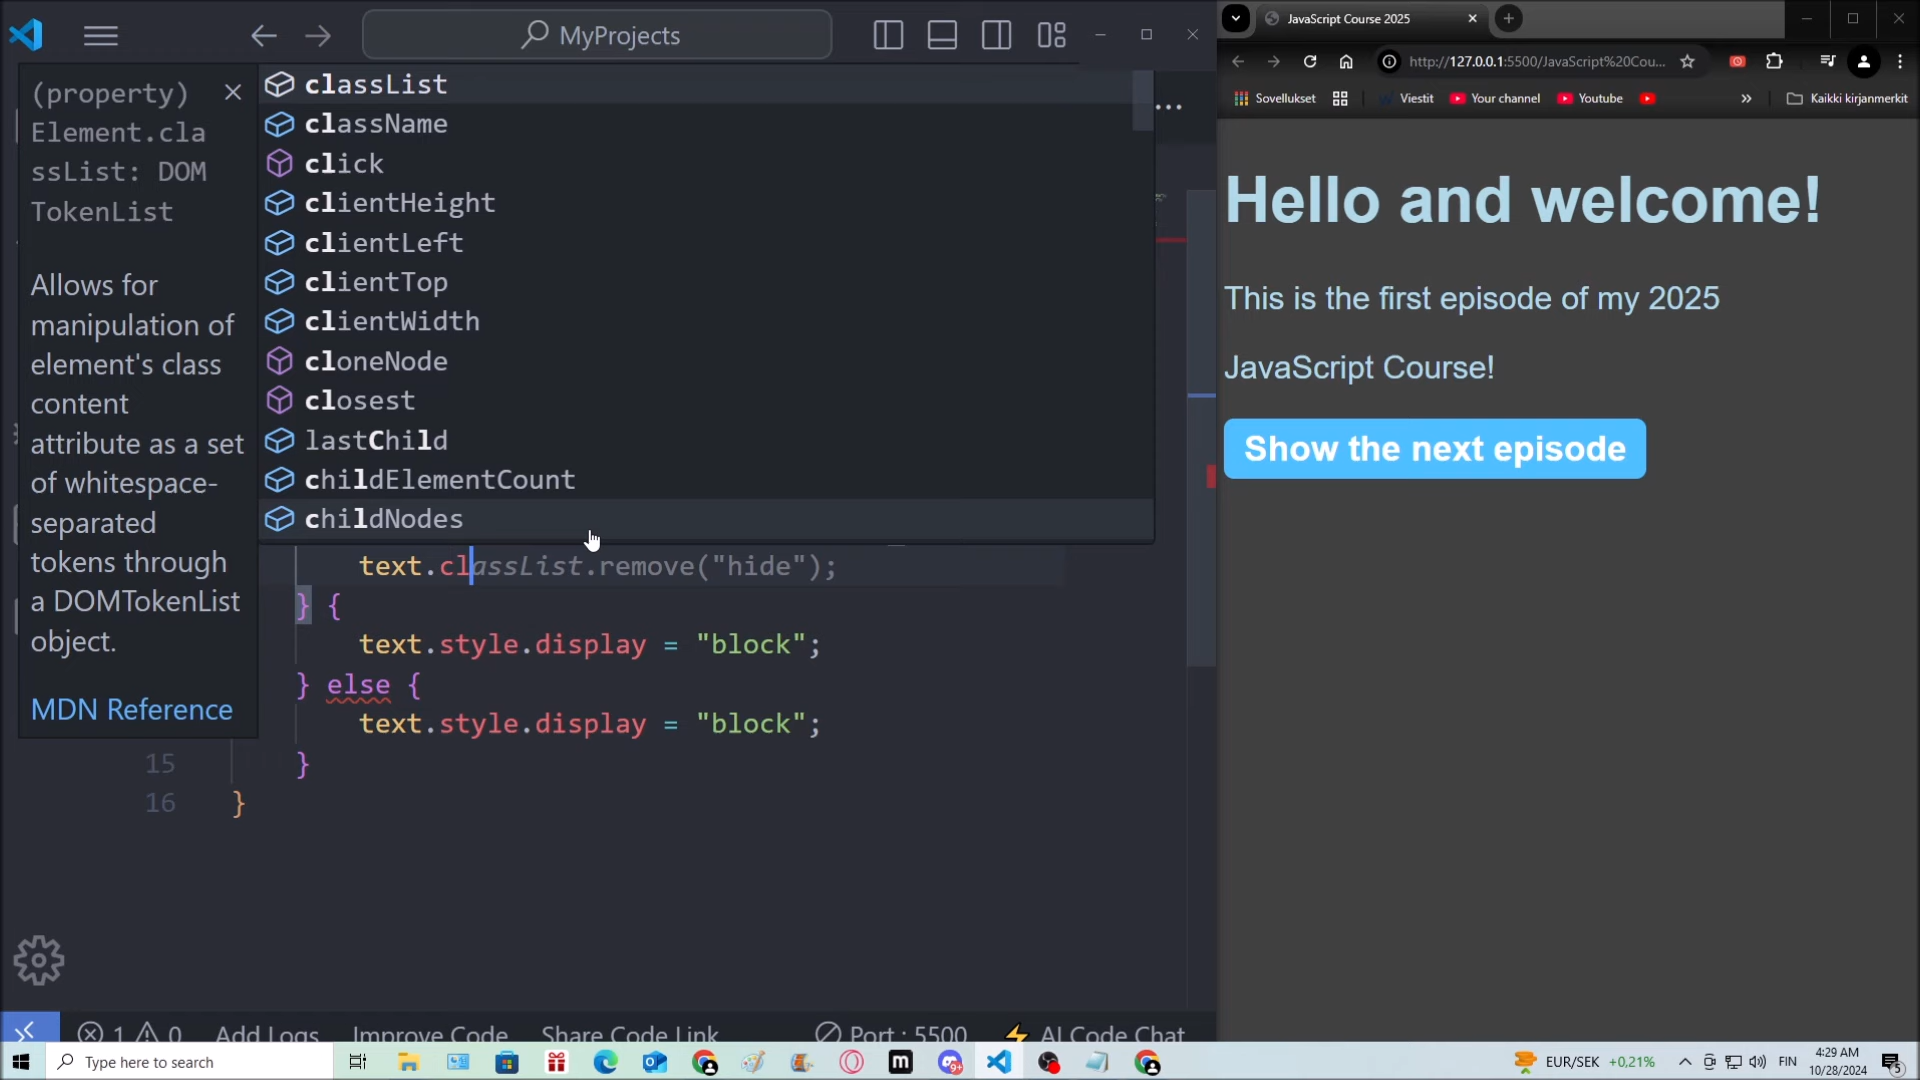 MyProjects
(property)
Element.cla
ssList: DOM
TokenList
Allows for
manipulation of
element's class
content
attribute as a set
of whitespace-
separated
tokens through
a DOMTokenList
object.
MDN Reference
classList
className
click
clientHeight
clientLeft
clientTop
clientWidth
cloneNode
closest
lastChild
childElementCount
childNodes
text.classList.remove("hide");
} {
text.style.display = "block";
} else {
text.style.display = "block";
15 }
16 }
1 0 Add Logs Improve Code Share Code Link Port : 5500 AI Code Chat
JavaScript Course 2025
http://127.0.0.1:5500/JavaScript%20Cou...
Sovellukset Viestit Your channel Youtube » Kaikki kirjanmerkit
Hello and welcome!
This is the first episode of my 2025
JavaScript Course!
Show the next episode
Type here to search
9+
EUR/SEK +0,21% FIN 4:29 AM
10/28/2024
5